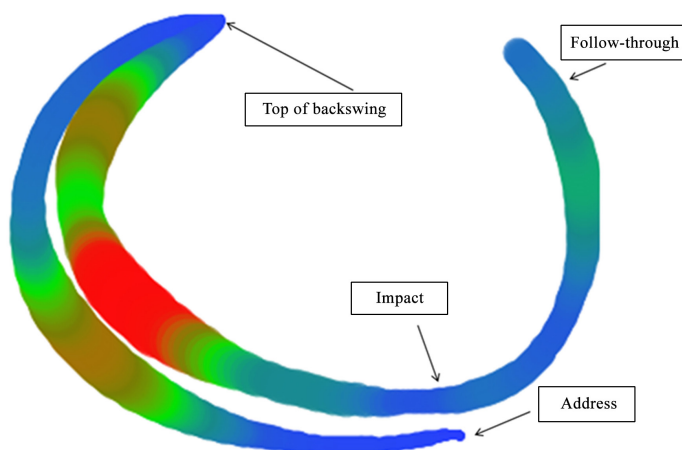 Follow-through
Top of backswing
Impact
Address